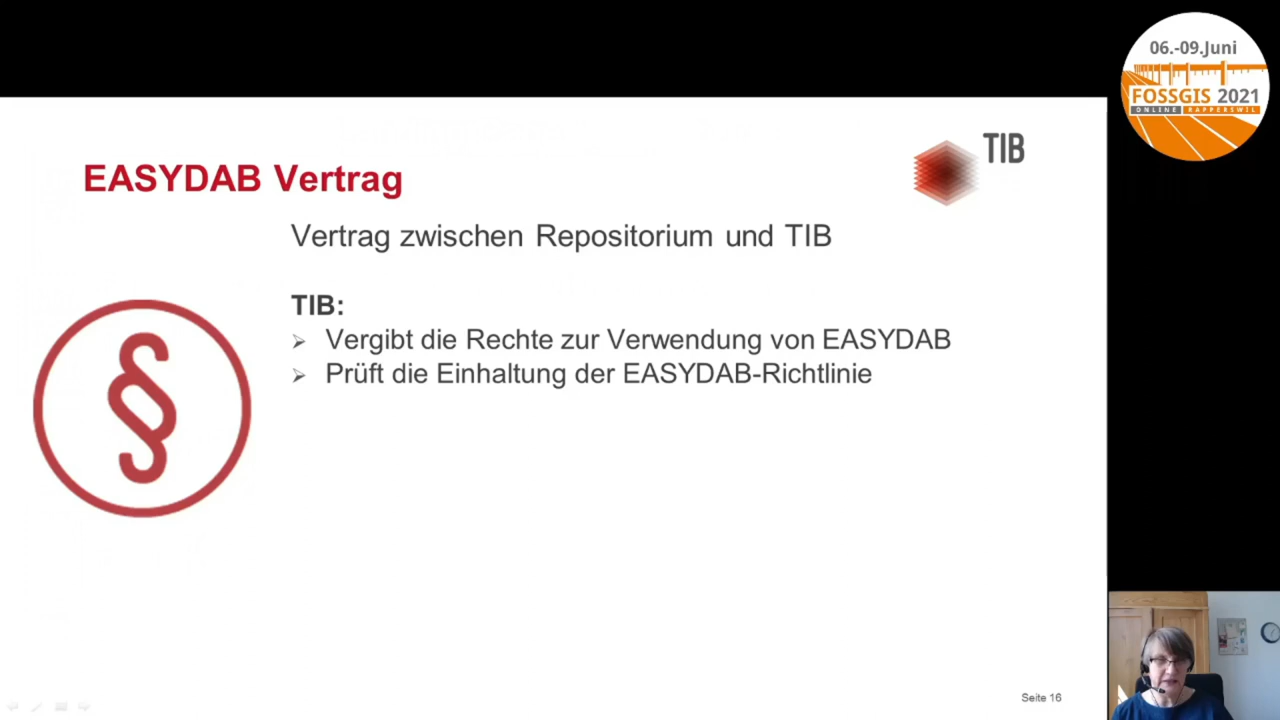 06.-09.Juni
FOSSGIS 2021
ONLINE RAPPERSWIL
TIB
EASYDAB Vertrag
Vertrag zwischen Repositorium und TIB
§
TIB:
➢ Vergibt die Rechte zur Verwendung von EASYDAB
➢ Prüft die Einhaltung der EASYDAB-Richtlinie
Seite 16